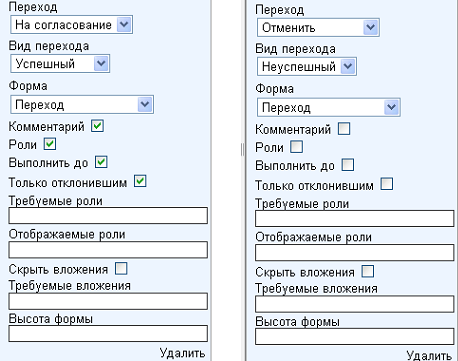 Переход
На согласование
Вид перехода
Успешный
Форма
Переход
Комментарий
Роли
Выполнить до
Только отклонившим
Требуемые роли
Отображаемые роли
Скрыть вложения
Требуемые вложения
Высота формы
Удалить
Переход
Отменить
Вид перехода
Неуспешный
Форма
Переход
Комментарий
Роли
Выполнить до
Только отклонившим
Требуемые роли
Отображаемые роли
Скрыть вложения
Требуемые вложения
Высота формы
Удалить